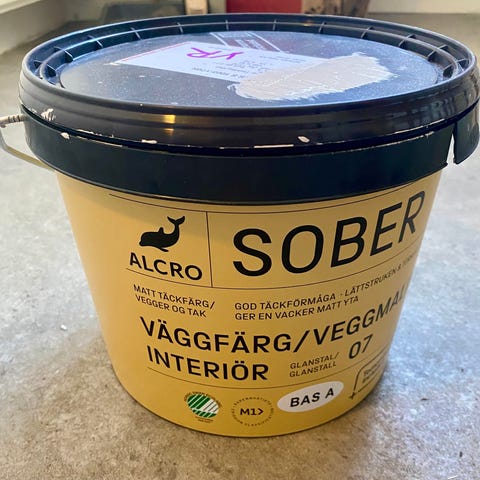 VR
SOBER
ALCRO
MATT TÄCKFÄRG/
VEGGER OG TAK
GOD TÄCKFÖRMÅGA · LÄTTSTRUKEN &
GER EN VACKER MATT YTA
VÄGGFÄRG/VEGGMAL
INTERIÖR
GLANSTAL/
GLANSTALL
07
BAS A
M1